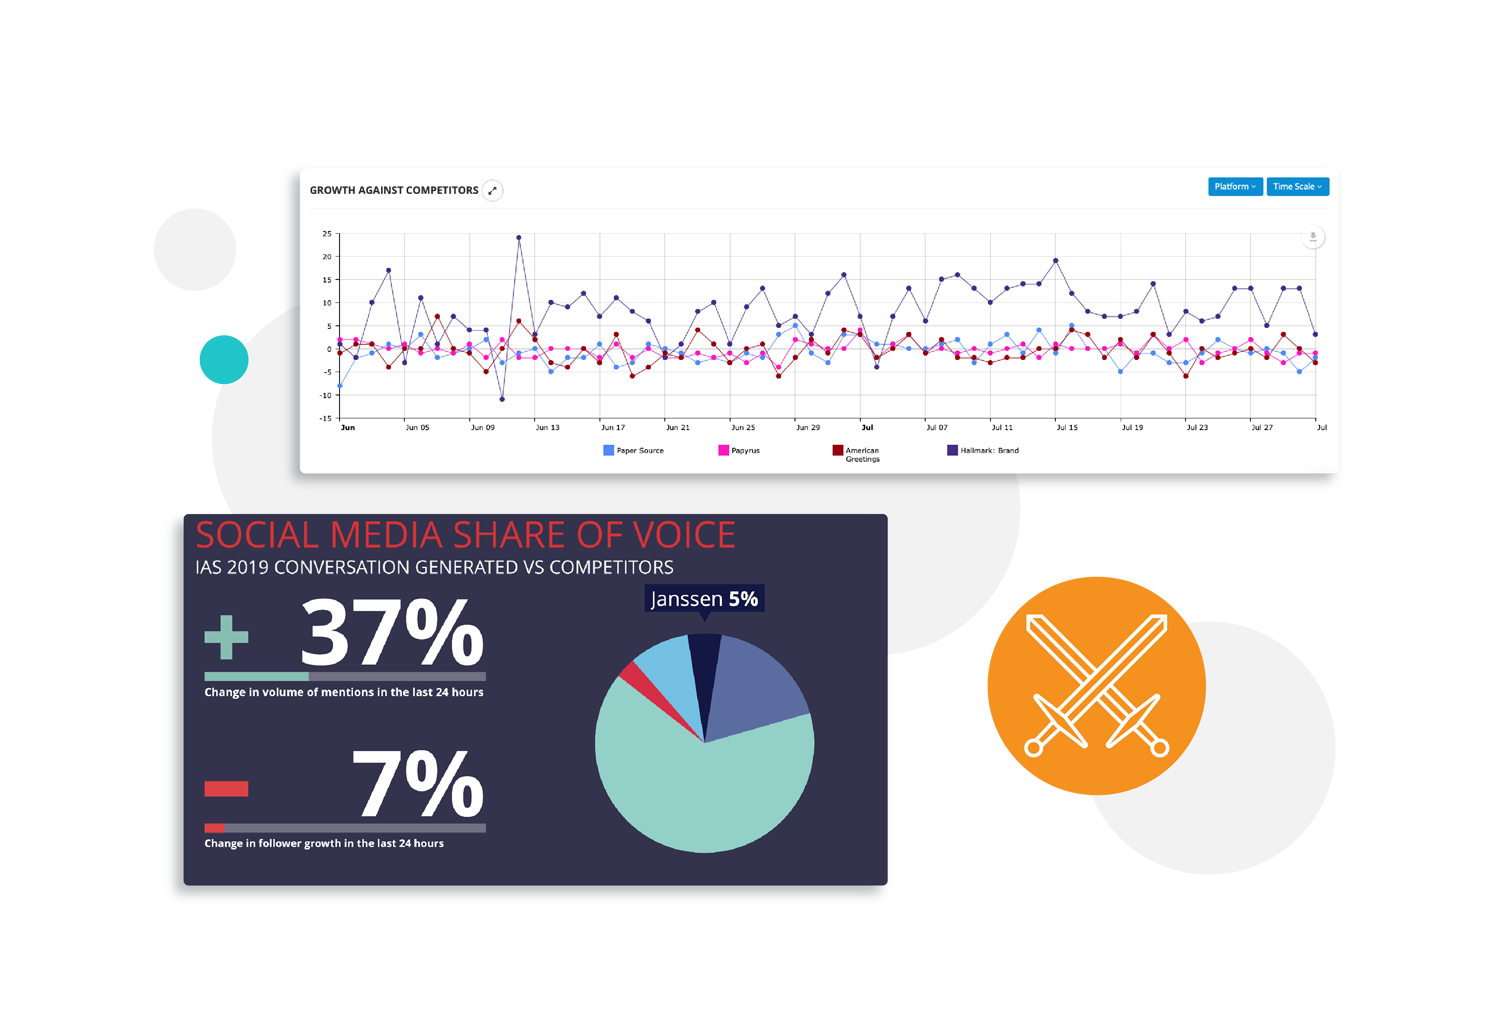 GROWTH AGAINST COMPETITORS
Platform
Time Scale
25
20
15
10
5
0
-5
-10
-15
Jun
Jun 05
Jun 09
Jun 13
Jun 17
Jun 21
Jun 25
Jun 29
Jul
Jul 07
Jul 11
Jul 15
Jul 19
Jul 23
Jul 27
Jul
Paper Source
Papyrus
American
Greetings
Hallmark: Brand
SOCIAL MEDIA SHARE OF VOICE
IAS 2019 CONVERSATION GENERATED VS COMPETITORS
+ 37%
Change in volume of mentions in the last 24 hours
- 7%
Change in follower growth in the last 24 hours
Janssen 5%